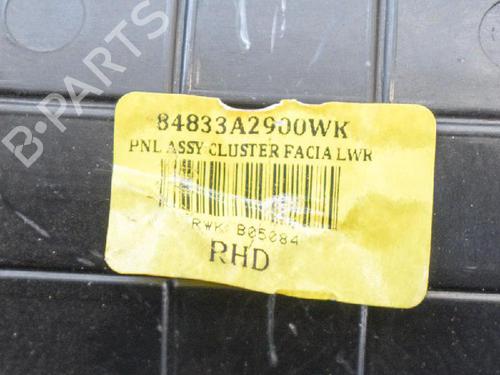 B-PARTS
84833A2900WK
PNL ASSY CLUSTER FACIA LWR
RWK B05084
RHD